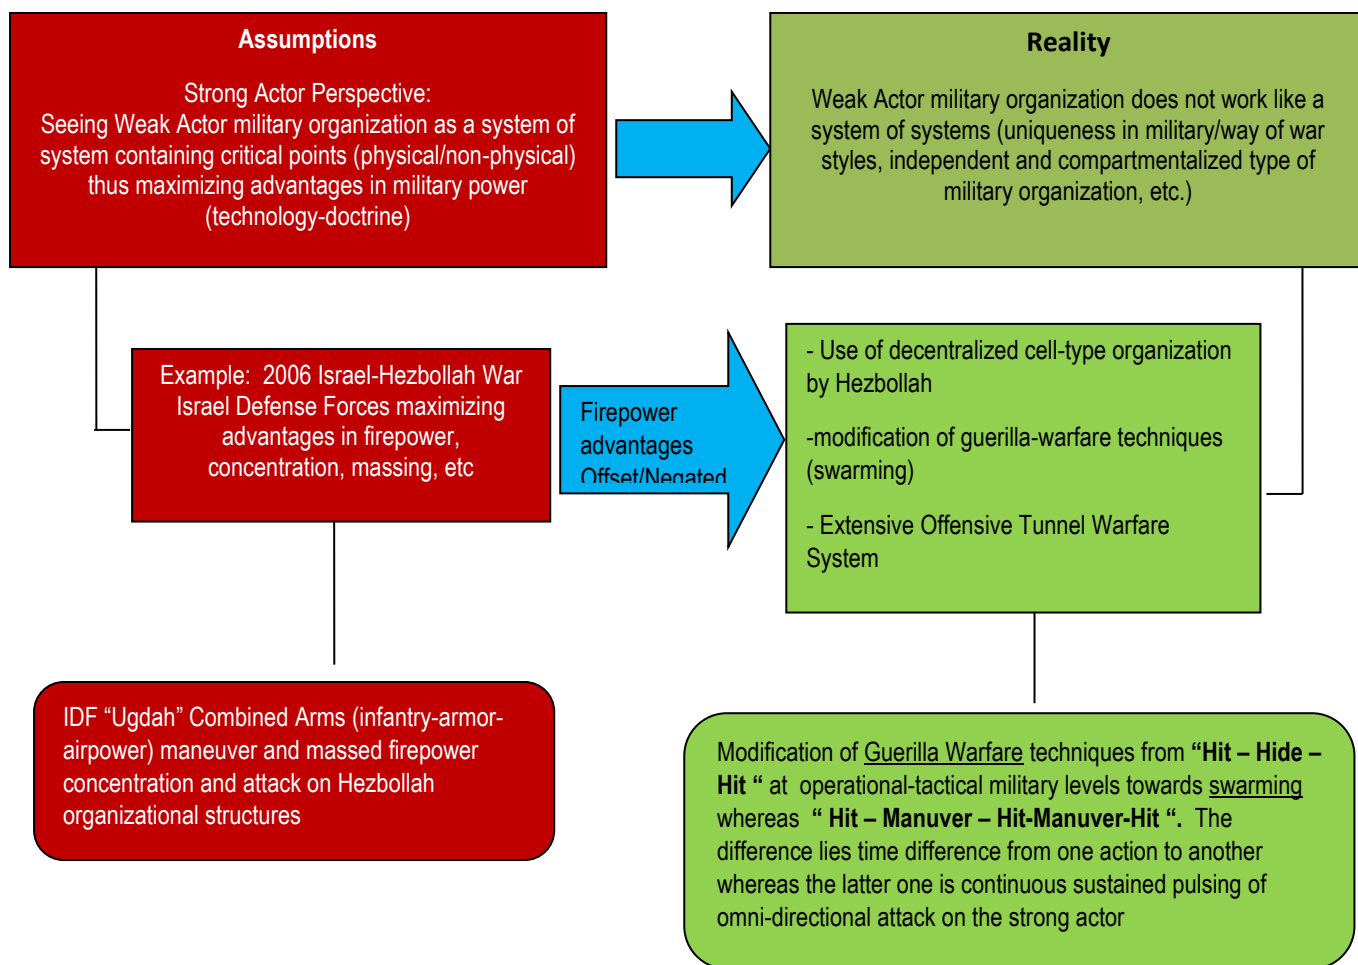 Assumptions
Strong Actor Perspective:
Seeing Weak Actor military organization as a system of
system containing critical points (physical/non-physical)
thus maximizing advantages in military power
(technology-doctrine)
Reality
Weak Actor military organization does not work like a
system of systems (uniqueness in military/way of war
styles, independent and compartmentalized type of
military organization, etc.)
Example:  2006 Israel-Hezbollah War
Israel Defense Forces maximizing
advantages in firepower,
concentration, massing, etc
Firepower
advantages
Offset/Negated
- Use of decentralized cell-type organization
by Hezbollah
-modification of guerilla-warfare techniques
(swarming)
- Extensive Offensive Tunnel Warfare
System
IDF “Ugdah” Combined Arms (infantry-armor-
airpower) maneuver and massed firepower
concentration and attack on Hezbollah
organizational structures
Modification of Guerilla Warfare techniques from “Hit – Hide –
Hit “ at  operational-tactical military levels towards swarming
whereas  “ Hit – Manuver – Hit-Manuver-Hit “.  The
difference lies time difference from one action to another
whereas the latter one is continuous sustained pulsing of
omni-directional attack on the strong actor